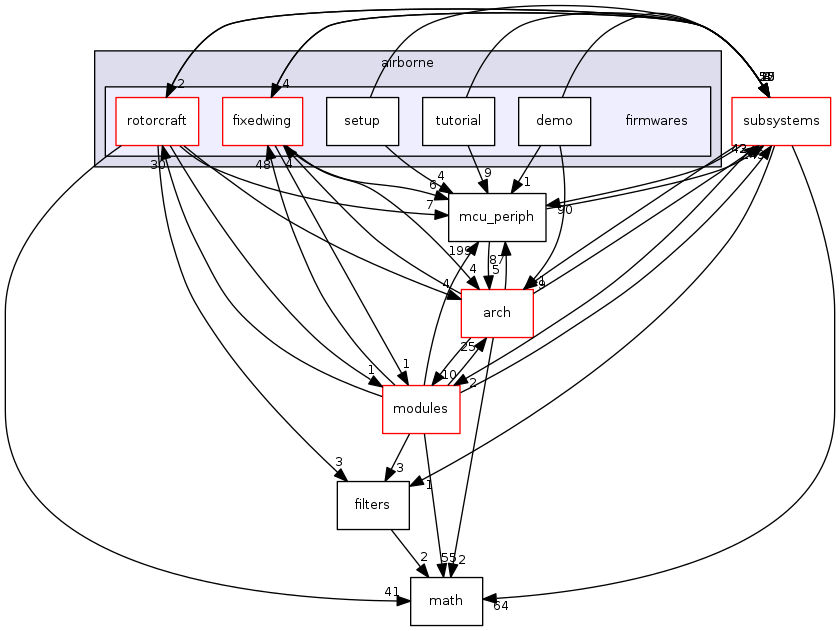 airborne
2
4
rotorcraft
fixedwing
setup
tutorial
demo
firmwares
subsystems
30
48
4
4
9
1
42
6
7
90
mcu_periph
199
87
4
5
4
arch
25
1
1
10
2
modules
3
3
1
filters
2
55
2
41
64
math